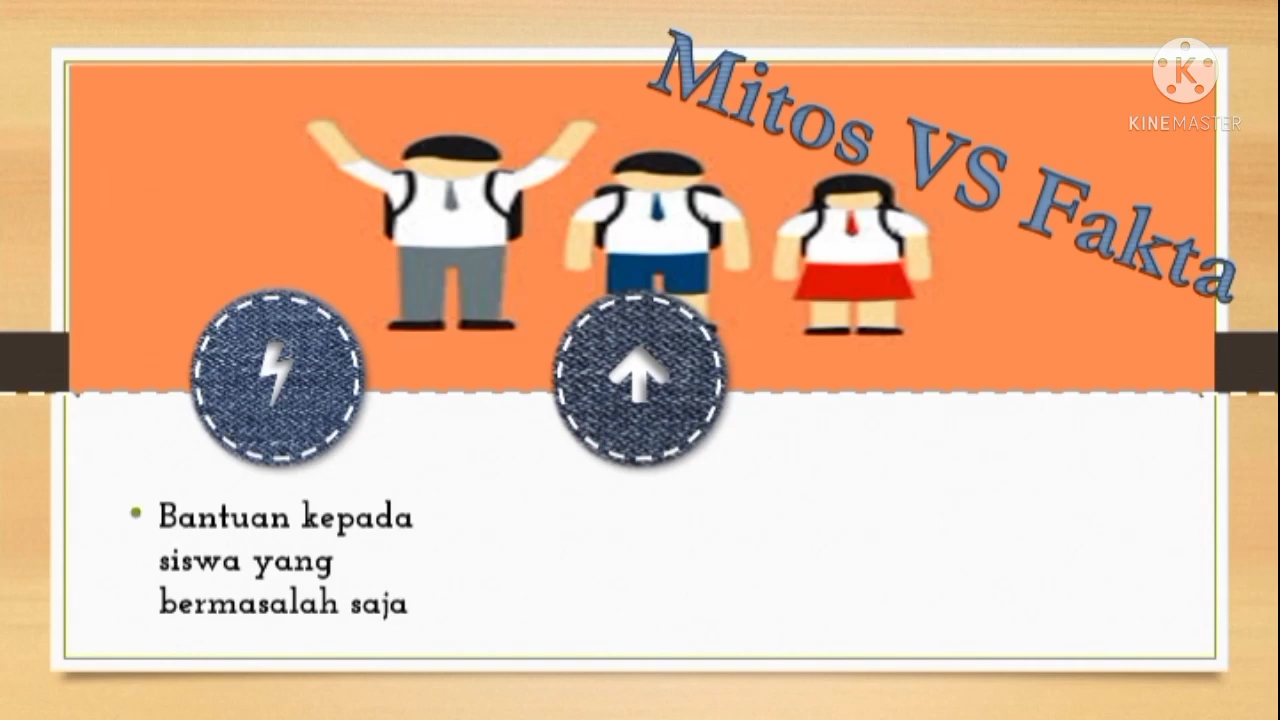 Mitos VS Fakta
KINEMASTER
Bantuan kepada
siswa yang
bermasalah saja